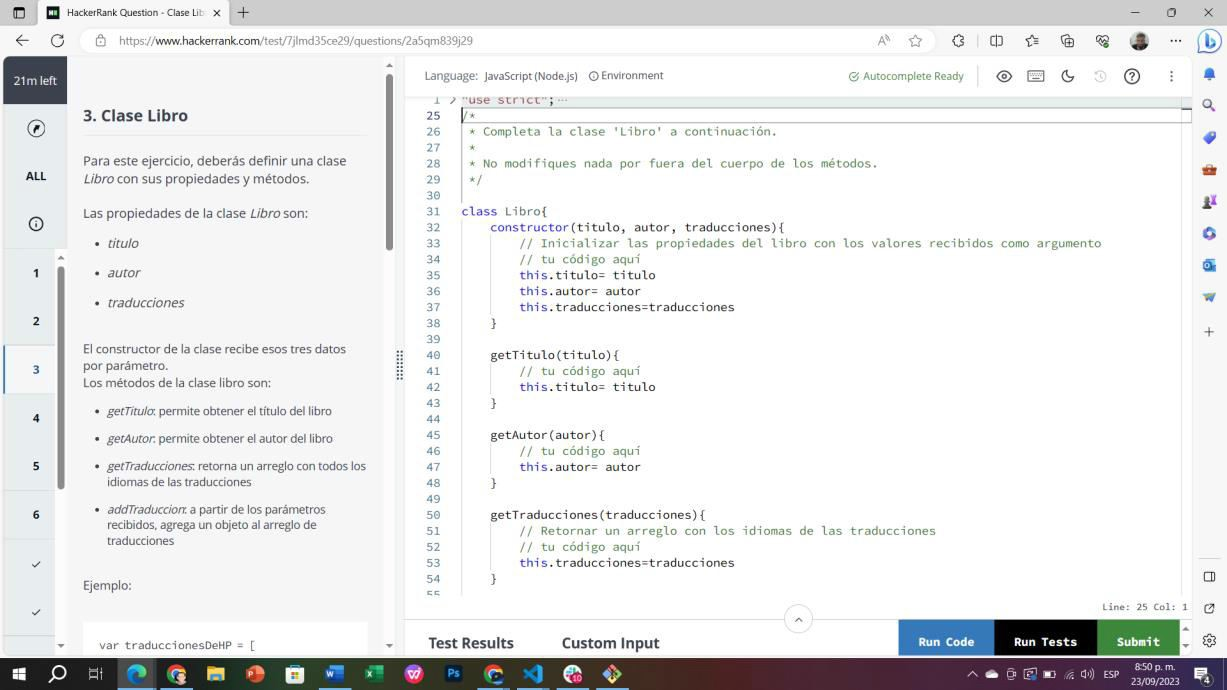 HackerRank Question - Clase Lib
https://www.hackerrank.com/test/7jlmd35ce29/questions/2a5qm839j29
21m left
ALL
1
2
3
4
5
6
3. Clase Libro
Para este ejercicio, deberás definir una clase
Libro con sus propiedades y métodos.
Las propiedades de la clase Libro son:
• titulo
• autor
• traducciones
El constructor de la clase recibe esos tres datos
por parámetro.
Los métodos de la clase libro son:
• getTitulo: permite obtener el título del libro
• getAutor: permite obtener el autor del libro
• getTraducciones: retorna un arreglo con todos los
idiomas de las traducciones
• addTraduccion: a partir de los parámetros
recibidos, agrega un objeto al arreglo de
traducciones
Ejemplo:
var traduccionesDeHP = [
Language: JavaScript (Node.js) Environment
Autocomplete Ready
1 "use strict"; ...
25 /*
26 * Completa la clase 'Libro' a continuación.
27 *
28 * No modifiques nada por fuera del cuerpo de los métodos.
29 */
30
31 class Libro{
32 constructor(titulo, autor, traducciones){
33 // Inicializar las propiedades del libro con los valores recibidos como argumento
34 // tu código aquí
35 this.titulo= titulo
36 this.autor= autor
37 this.traducciones=traducciones
38 }
39
40 getTitulo(titulo){
41 // tu código aquí
42 this.titulo= titulo
43 }
44
45 getAutor(autor){
46 // tu código aquí
47 this.autor= autor
48 }
49
50 getTraducciones(traducciones){
51 // Retornar un arreglo con los idiomas de las traducciones
52 // tu código aquí
53 this.traducciones=traducciones
54 }
55
Line: 25 Col: 1
Test Results Custom Input
Run Code Run Tests Submit
ESP
8:50 p. m.
23/09/2023
10
4